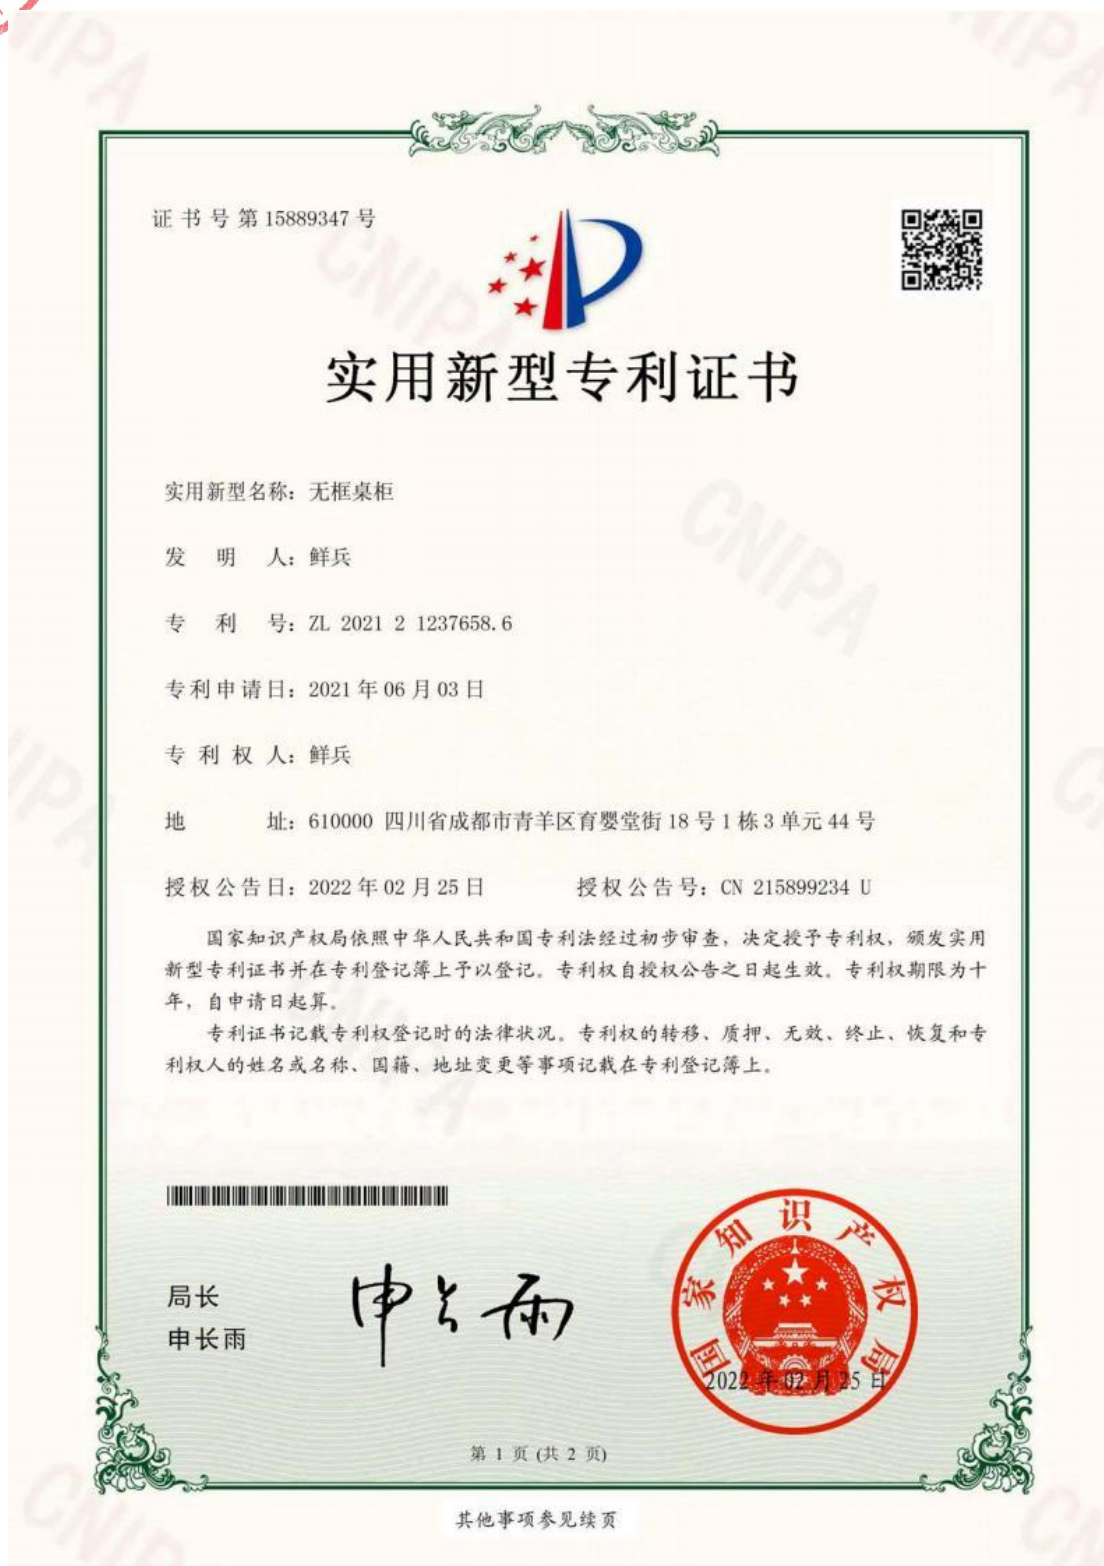 证书号第15889347号
实用新型专利证书
实用新型名称：无框桌柜
发明人：鲜兵
专利号：ZL 2021 2 1237658.6
专利申请日：2021年06月03日
专利权人：鲜兵
地址：610000 四川省成都市青羊区育婴堂街18号1栋3单元44号
授权公告日：2022年02月25日 授权公告号：CN 215899234 U
国家知识产权局依照中华人民共和国专利法经过初步审查，决定授予专利权，颁发实用
新型专利证书并在专利登记簿上予以登记。专利权自授权公告之日起生效。专利权期限为十
年，自申请日起算。
专利证书记载专利权登记时的法律状况。专利权的转移、质押、无效、终止、恢复和专
利权人的姓名或名称、国籍、地址变更等事项记载在专利登记簿上。
局长
申长雨
申长雨
国家知识产权局
2022年02月25日
第 1 页 (共 2 页)
其他事项参见续页
CNIPA
CNIPA
CNIPA
CNIPA